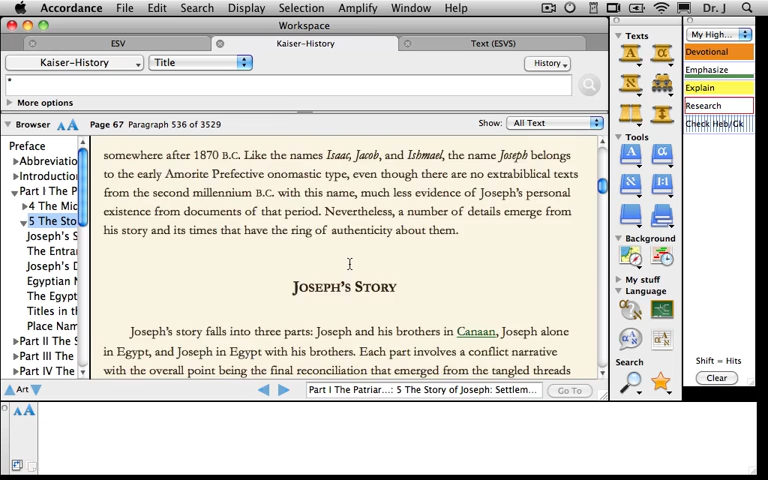 Accordance File Edit Search Display Selection Amplify Window Help Dr. J
Workspace
ESV Kaiser-History Text (ESVS)
Kaiser-History Title History
*
More options
Browser AA Page 67 Paragraph 536 of 3529 Show: All Text
Preface
Abbreviatio
Introduction
Part I The P
4 The Mic
5 The Sto
Joseph's S
The Entran
Joseph's D
Egyptian N
The Egypt
Titles in th
Place Nam
Part II The S
Part III The
Part IV The
somewhere after 1870 B.C. Like the names Isaac, Jacob, and Ishmael, the name Joseph belongs
to the early Amorite Prefective onomastic type, even though there are no extrabiblical texts
from the second millennium B.C. with this name, much less evidence of Joseph's personal
existence from documents of that period. Nevertheless, a number of details emerge from
his story and its times that have the ring of authenticity about them.
JOSEPH'S STORY
Joseph's story falls into three parts: Joseph and his brothers in Canaan, Joseph alone
in Egypt, and Joseph in Egypt with his brothers. Each part involves a conflict narrative
with the overall point being the final reconciliation that emerged from the tangled threads
Art Part I The Patriar...: 5 The Story of Joseph: Settlem... Go To
AA
Texts
Tools
Background
My stuff
Language
Search
My High...
Devotional
Emphasize
Explain
Research
Check Heb/Gk
Shift = Hits
Clear